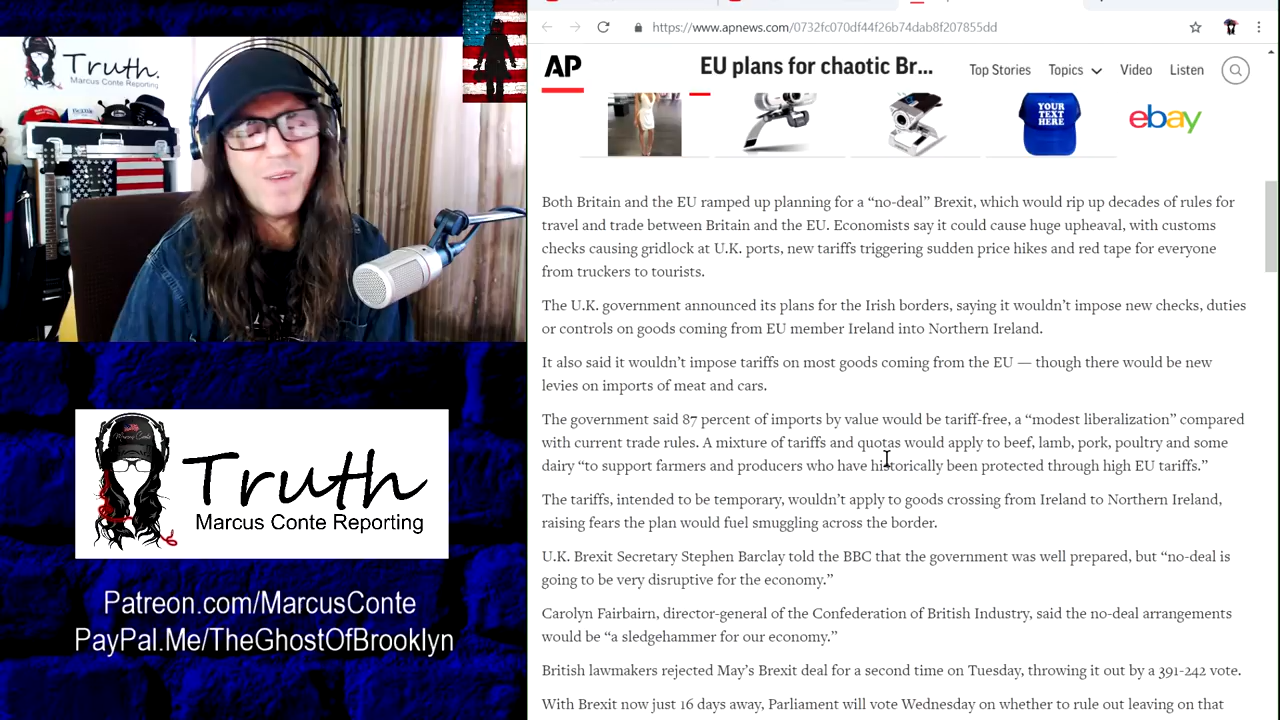 Truth.
Marcus Conte Reporting
https://www.apnews.com/0732fc070df44f26b74dab8f207855dd
AP
EU plans for chaotic Br...
Top Stories
Topics
Video
Listen
YOUR
TEXT
HERE
ebay
Both Britain and the EU ramped up planning for a “no-deal” Brexit, which would rip up decades of rules for
travel and trade between Britain and the EU. Economists say it could cause huge upheaval, with customs
checks causing gridlock at U.K. ports, new tariffs triggering sudden price hikes and red tape for everyone
from truckers to tourists.
The U.K. government announced its plans for the Irish borders, saying it wouldn’t impose new checks, duties
or controls on goods coming from EU member Ireland into Northern Ireland.
It also said it wouldn’t impose tariffs on most goods coming from the EU — though there would be new
levies on imports of meat and cars.
The government said 87 percent of imports by value would be tariff-free, a “modest liberalization” compared
with current trade rules. A mixture of tariffs and quotas would apply to beef, lamb, pork, poultry and some
dairy “to support farmers and producers who have historically been protected through high EU tariffs.”
The tariffs, intended to be temporary, wouldn’t apply to goods crossing from Ireland to Northern Ireland,
raising fears the plan would fuel smuggling across the border.
U.K. Brexit Secretary Stephen Barclay told the BBC that the government was well prepared, but “no-deal is
going to be very disruptive for the economy.”
Carolyn Fairbairn, director-general of the Confederation of British Industry, said the no-deal arrangements
would be “a sledgehammer for our economy.”
British lawmakers rejected May’s Brexit deal for a second time on Tuesday, throwing it out by a 391-242 vote.
With Brexit now just 16 days away, Parliament will vote Wednesday on whether to rule out leaving on that
Truth
Marcus Conte Reporting
Patreon.com/MarcusConte
PayPal.Me/TheGhostOfBrooklyn